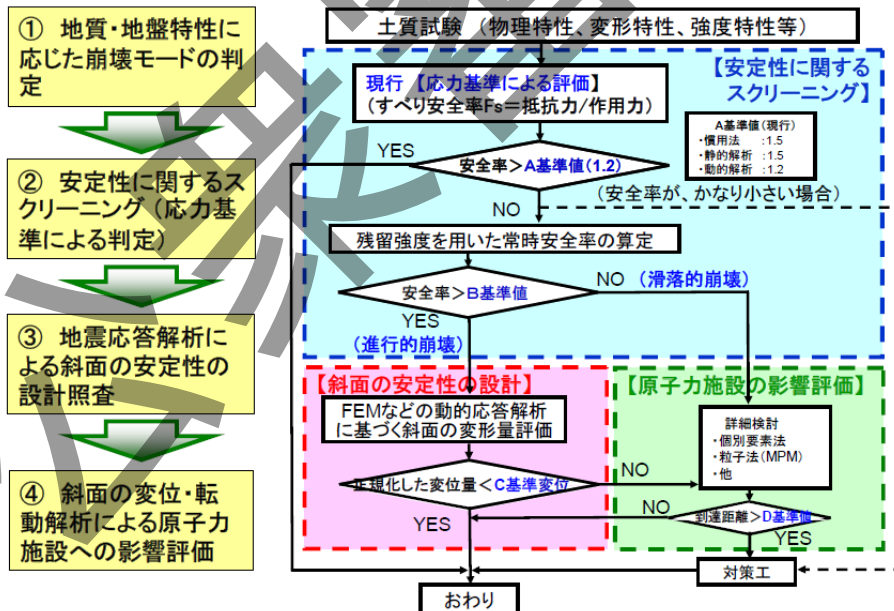 ① 地質・地盤特性に
応じた崩壊モードの判
定
② 安定性に関するス
クリーニング(応力基
準による判定)
③ 地震応答解析に
よる斜面の安定性の
設計照査
④ 斜面の変位・転
動解析による原子力
施設への影響評価
土質試験 (物理特性、変形特性、強度特性等)
【安定性に関する
スクリーニング】
現行 【応力基準による評価】
(すべり安全率Fs=抵抗力/作用力)
A基準値(現行)
・慣用法 :1.5
・静的解析 :1.5
・動的解析 :1.2
YES
安全率>A基準値(1.2)
(安全率が、かなり小さい場合)
NO
残留強度を用いた常時安全率の算定
安全率>B基準値
NO (滑落的崩壊)
YES
(進行的崩壊)
【斜面の安定性の設計】
FEMなどの動的応答解析
に基づく斜面の変形量評価
正規化した変位量<C基準変位
NO
YES
【原子力施設の影響評価】
詳細検討
・個別要素法
・粒子法(MPM)
・他
NO
到達距離>D基準値
YES
対策工
おわり